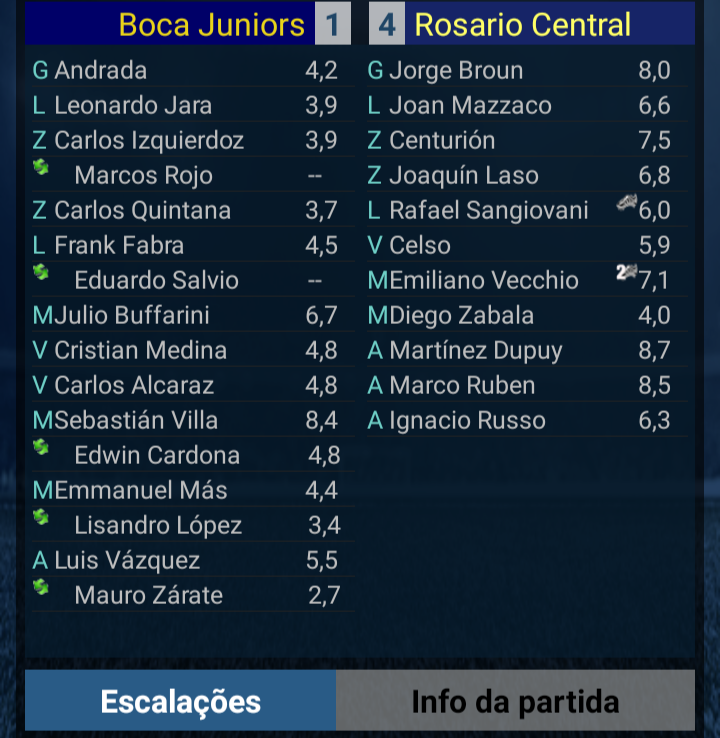 Boca Juniors 1 4 Rosario Central
G Andrada 4,2
L Leonardo Jara 3,9
Z Carlos Izquierdoz 3,9
Marcos Rojo --
Z Carlos Quintana 3,7
L Frank Fabra 4,5
Eduardo Salvio --
M Julio Buffarini 6,7
V Cristian Medina 4,8
V Carlos Alcaraz 4,8
M Sebastián Villa 8,4
Edwin Cardona 4,8
M Emmanuel Más 4,4
Lisandro López 3,4
A Luis Vázquez 5,5
Mauro Zárate 2,7
G Jorge Broun 8,0
L Joan Mazzaco 6,6
Z Centurión 7,5
Z Joaquín Laso 6,8
L Rafael Sangiovani 6,0
V Celso 5,9
M Emiliano Vecchio 2 7,1
M Diego Zabala 4,0
A Martínez Dupuy 8,7
A Marco Ruben 8,5
A Ignacio Russo 6,3
Escalações Info da partida